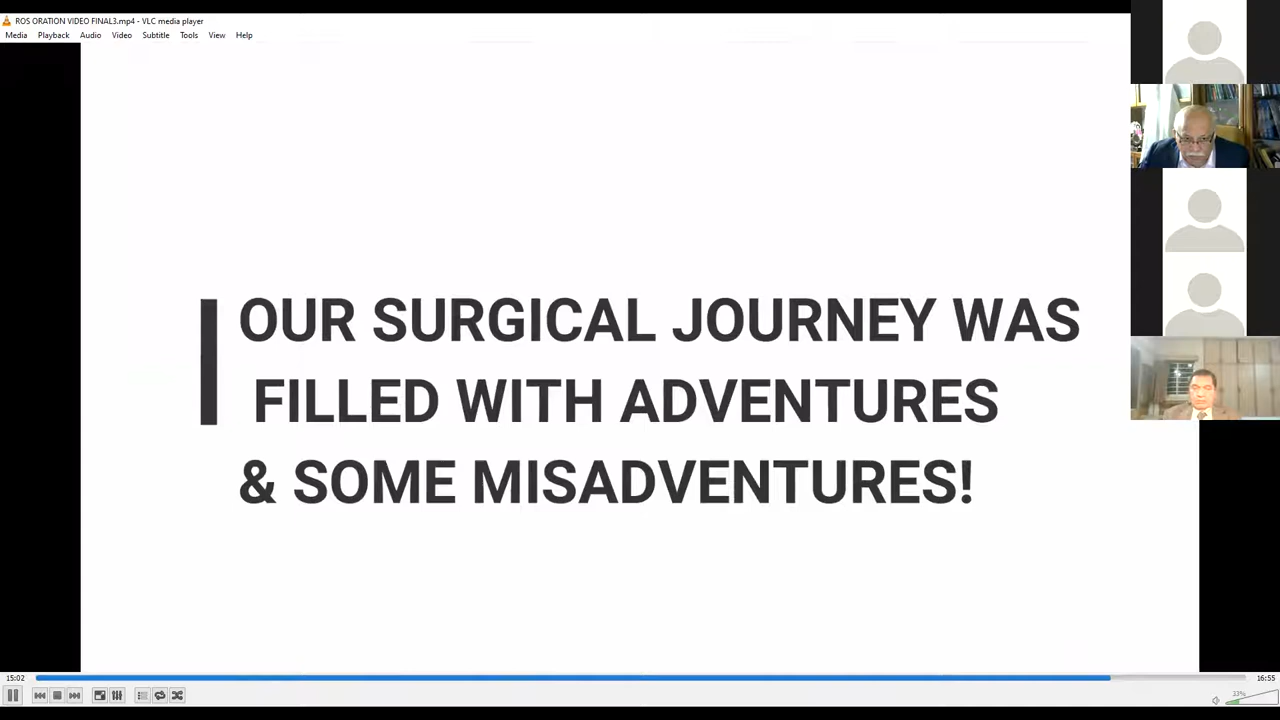 ROS ORATION VIDEO FINAL3.mp4 - VLC media player
Media Playback Audio Video Subtitle Tools View Help
OUR SURGICAL JOURNEY WAS
FILLED WITH ADVENTURES
& SOME MISADVENTURES!
15:02
16:55
33%